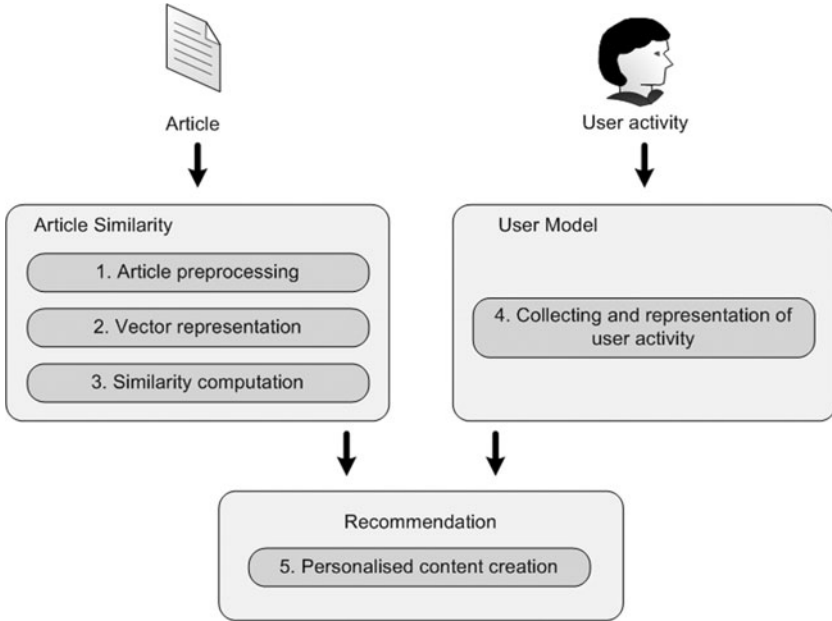 Article
User activity
Article Similarity
1. Article preprocessing
2. Vector representation
3. Similarity computation
User Model
4. Collecting and representation of
user activity
Recommendation
5. Personalised content creation